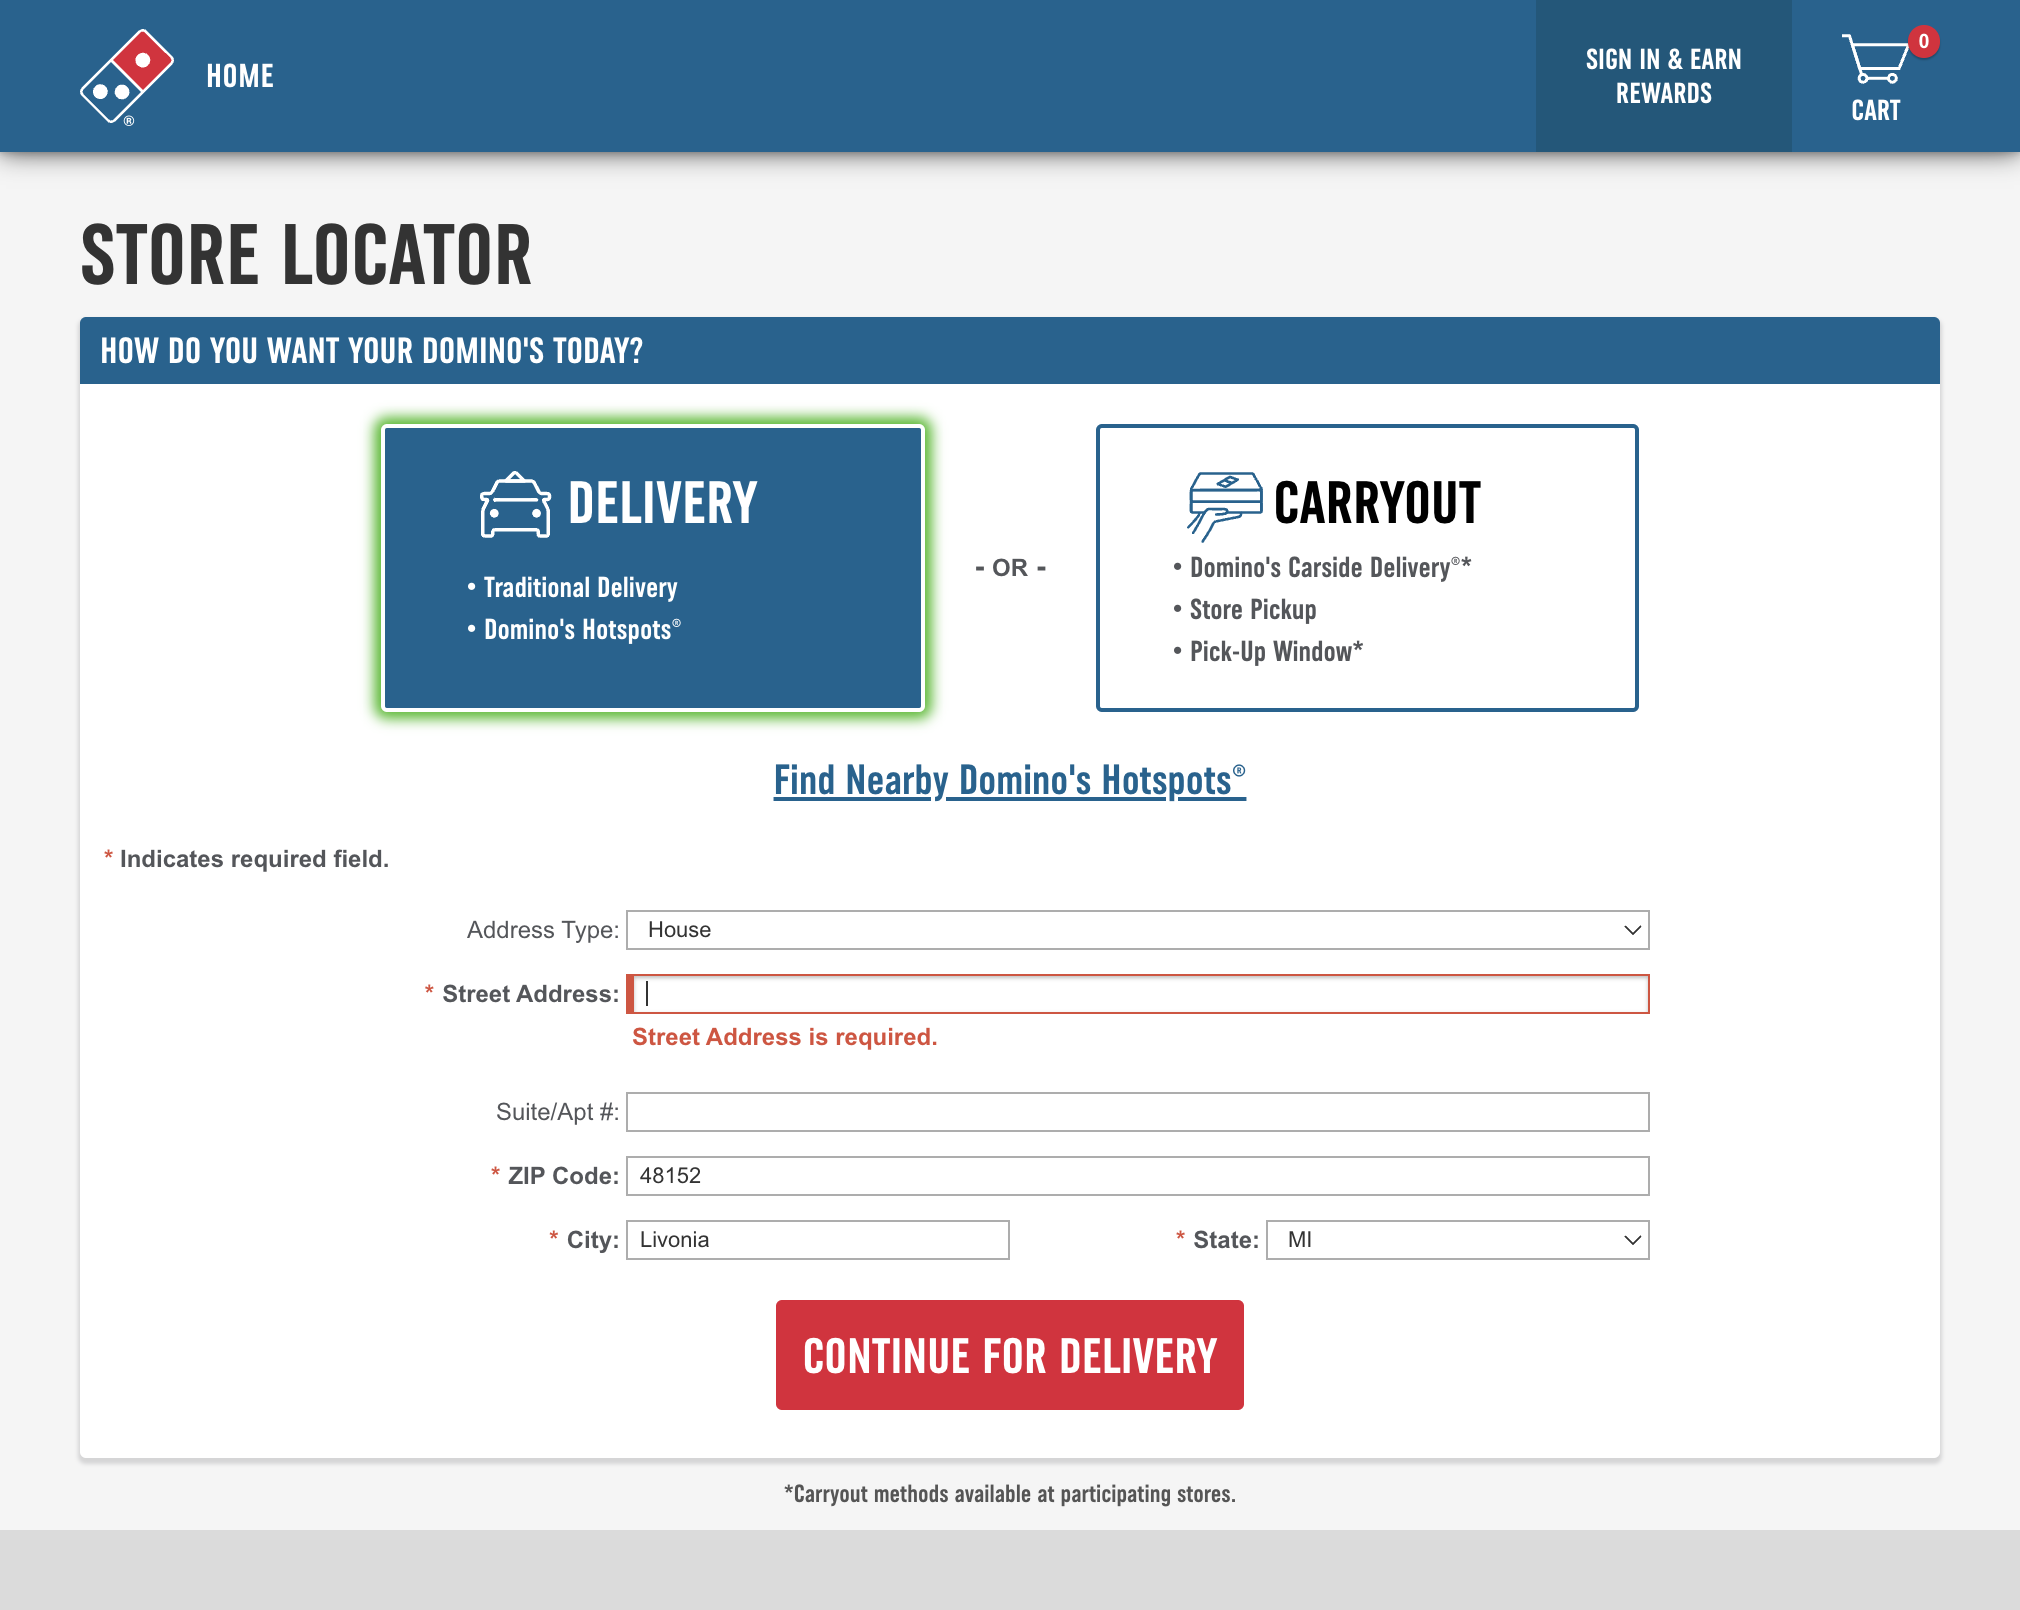 HOME
SIGN IN & EARN
REWARDS
0
CART
®
STORE LOCATOR
HOW DO YOU WANT YOUR DOMINO'S TODAY?
DELIVERY
• Traditional Delivery
• Domino's Hotspots®
- OR -
CARRYOUT
• Domino's Carside Delivery®*
• Store Pickup
• Pick-Up Window*
Find Nearby Domino's Hotspots®
* Indicates required field.
Address Type: House
* Street Address:
Street Address is required.
Suite/Apt #:
* ZIP Code: 48152
* City: Livonia * State: MI
CONTINUE FOR DELIVERY
*Carryout methods available at participating stores.